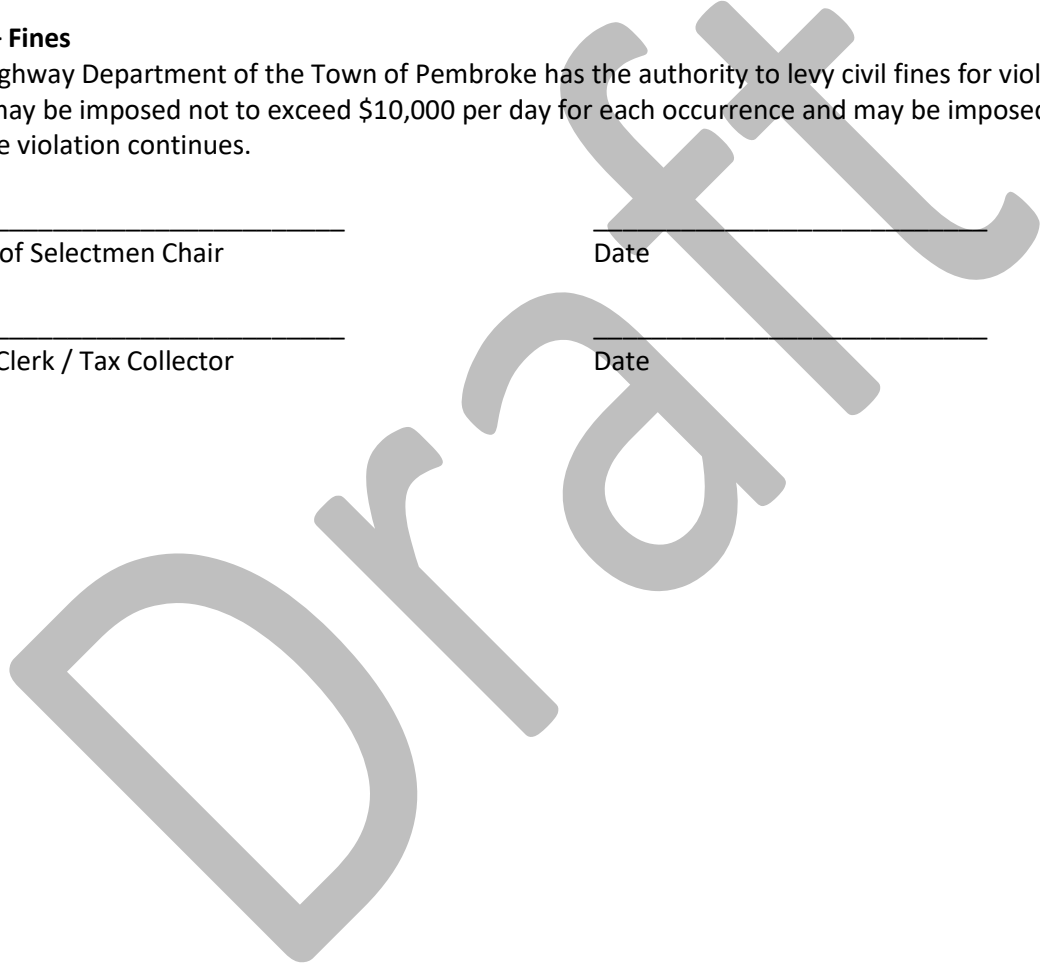 - Fines
ghway Department of the Town of Pembroke has the authority to levy civil fines for viol
may be imposed not to exceed $10,000 per day for each occurrence and may be imposed
e violation continues.
of Selectmen Chair Date
Clerk / Tax Collector Date
Draft